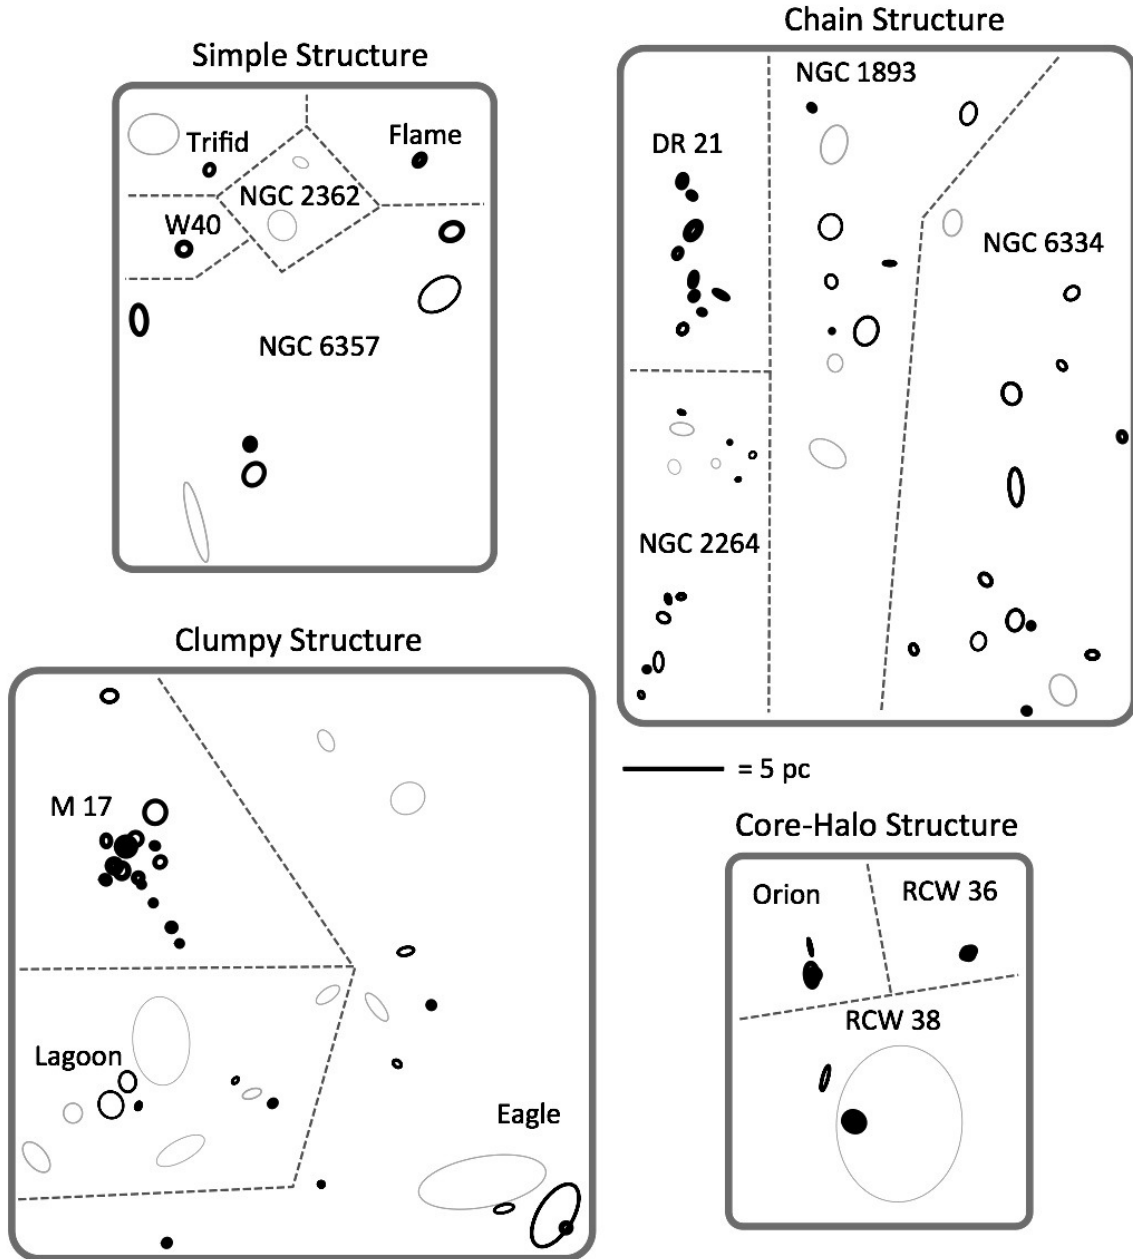 Simple Structure
Trifid
Flame
NGC 2362
W40
NGC 6357
Chain Structure
NGC 1893
DR 21
NGC 6334
NGC 2264
Clumpy Structure
M 17
Lagoon
Eagle
= 5 pc
Core-Halo Structure
Orion
RCW 36
RCW 38